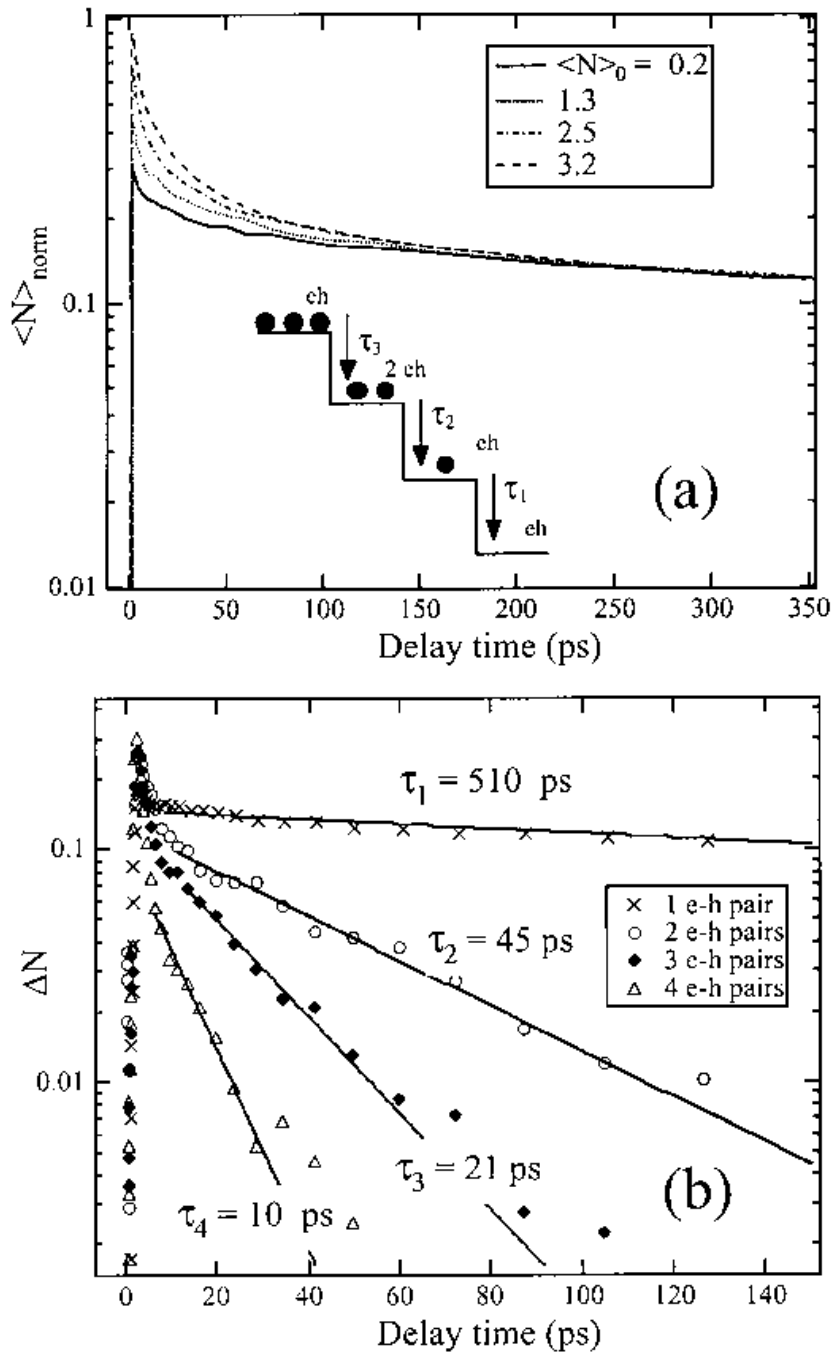 1
<N>₀ = 0.2
1.3
2.5
3.2
<N>norm
0.1
eh
τ₃
2 eh
τ₂
eh
τ₁
eh
(a)
0.01
0 50 100 150 200 250 300 350
Delay time (ps)
τ₁ = 510 ps
0.1
× 1 e-h pair
○ 2 e-h pairs
◆ 3 e-h pairs
△ 4 e-h pairs
τ₂ = 45 ps
ΔN
0.01
τ₃ = 21 ps
τ₄ = 10 ps
(b)
0 20 40 60 80 100 120 140
Delay time (ps)